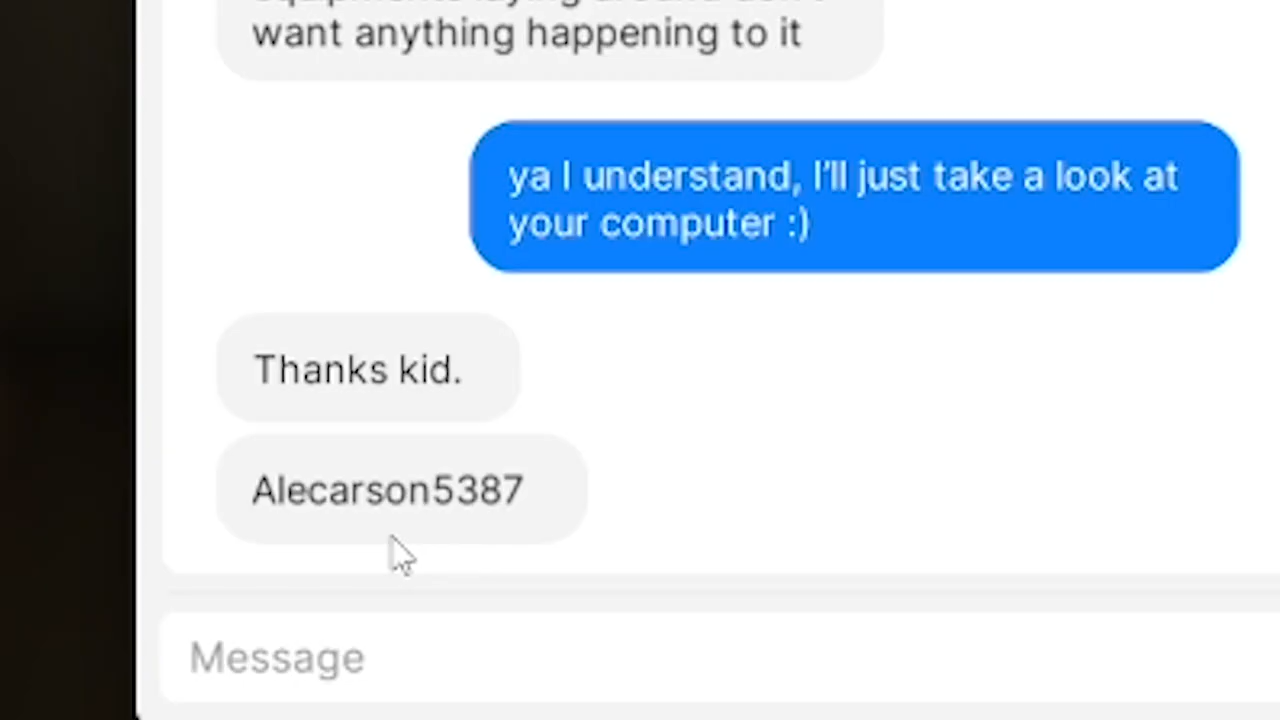 want anything happening to it
ya I understand, I'll just take a look at
your computer :)
Thanks kid.
Alecarson5387
Message